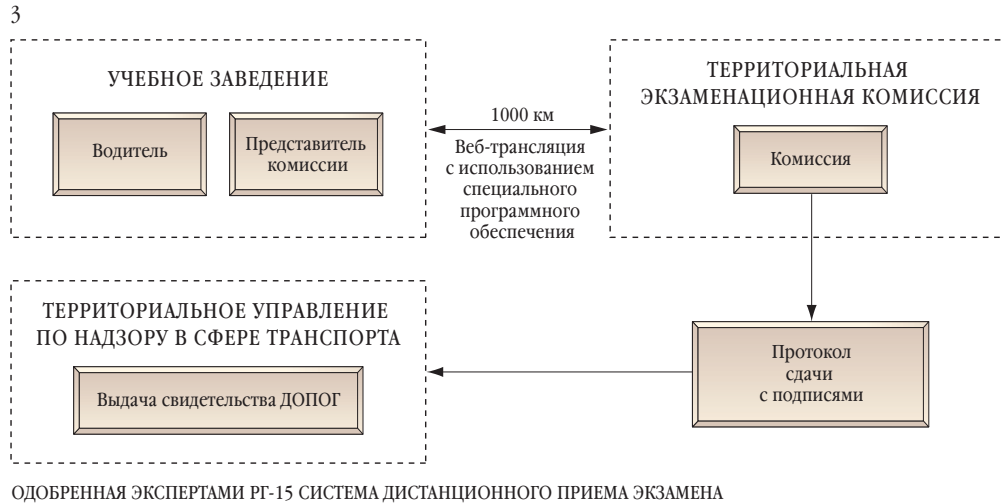 3
УЧЕБНОЕ ЗАВЕДЕНИЕ
Водитель
Представитель
комиссии
1000 км
Веб-трансляция
с использованием
специального
программного
обеспечения
ТЕРРИТОРИАЛЬНАЯ
ЭКЗАМЕНАЦИОННАЯ КОМИССИЯ
Комиссия
ТЕРРИТОРИАЛЬНОЕ УПРАВЛЕНИЕ
ПО НАДЗОРУ В СФЕРЕ ТРАНСПОРТА
Выдача свидетельства ДОПОГ
Протокол
сдачи
с подписями
ОДОБРЕННАЯ ЭКСПЕРТАМИ РГ-15 СИСТЕМА ДИСТАНЦИОННОГО ПРИЕМА ЭКЗАМЕНА